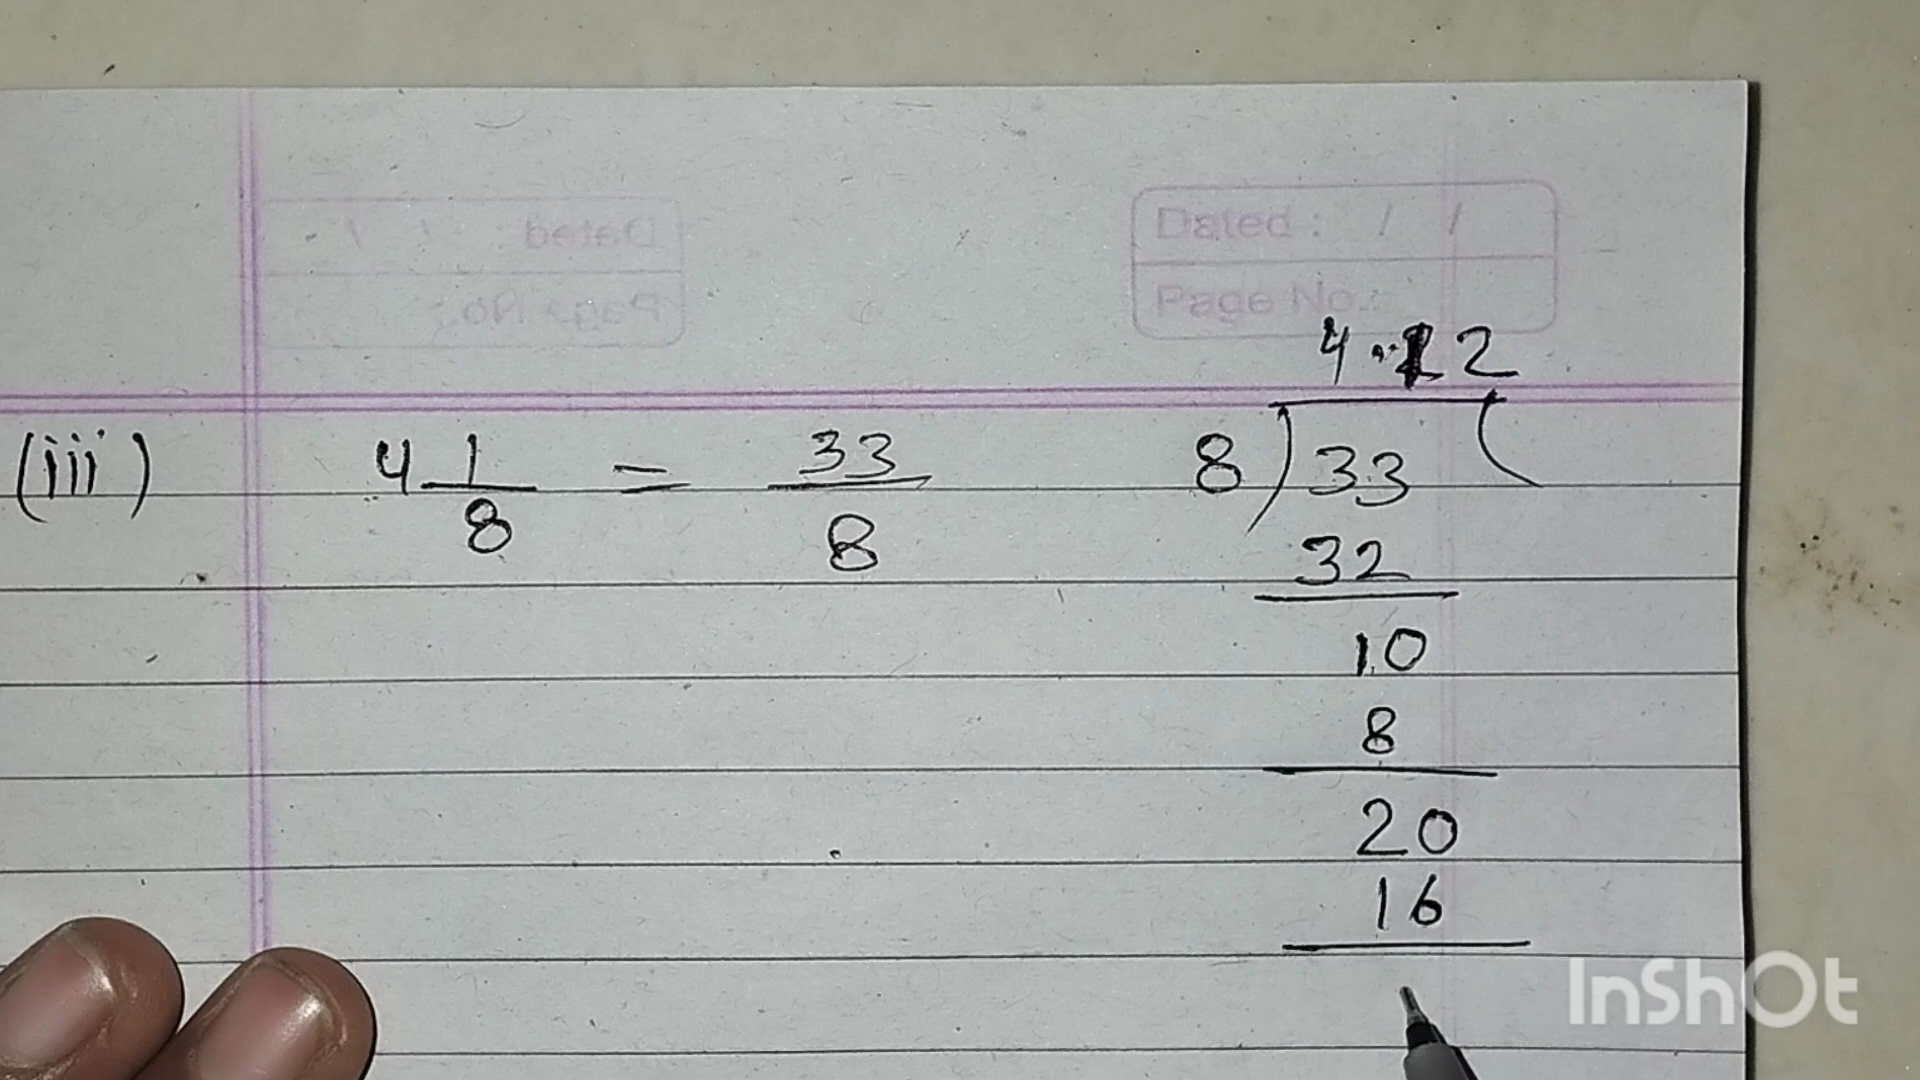 Dated : / /
Page No.:
4.12
(iii) 4 1/8 = 33/8 8)33(
32
10
8
20
16
InShOt